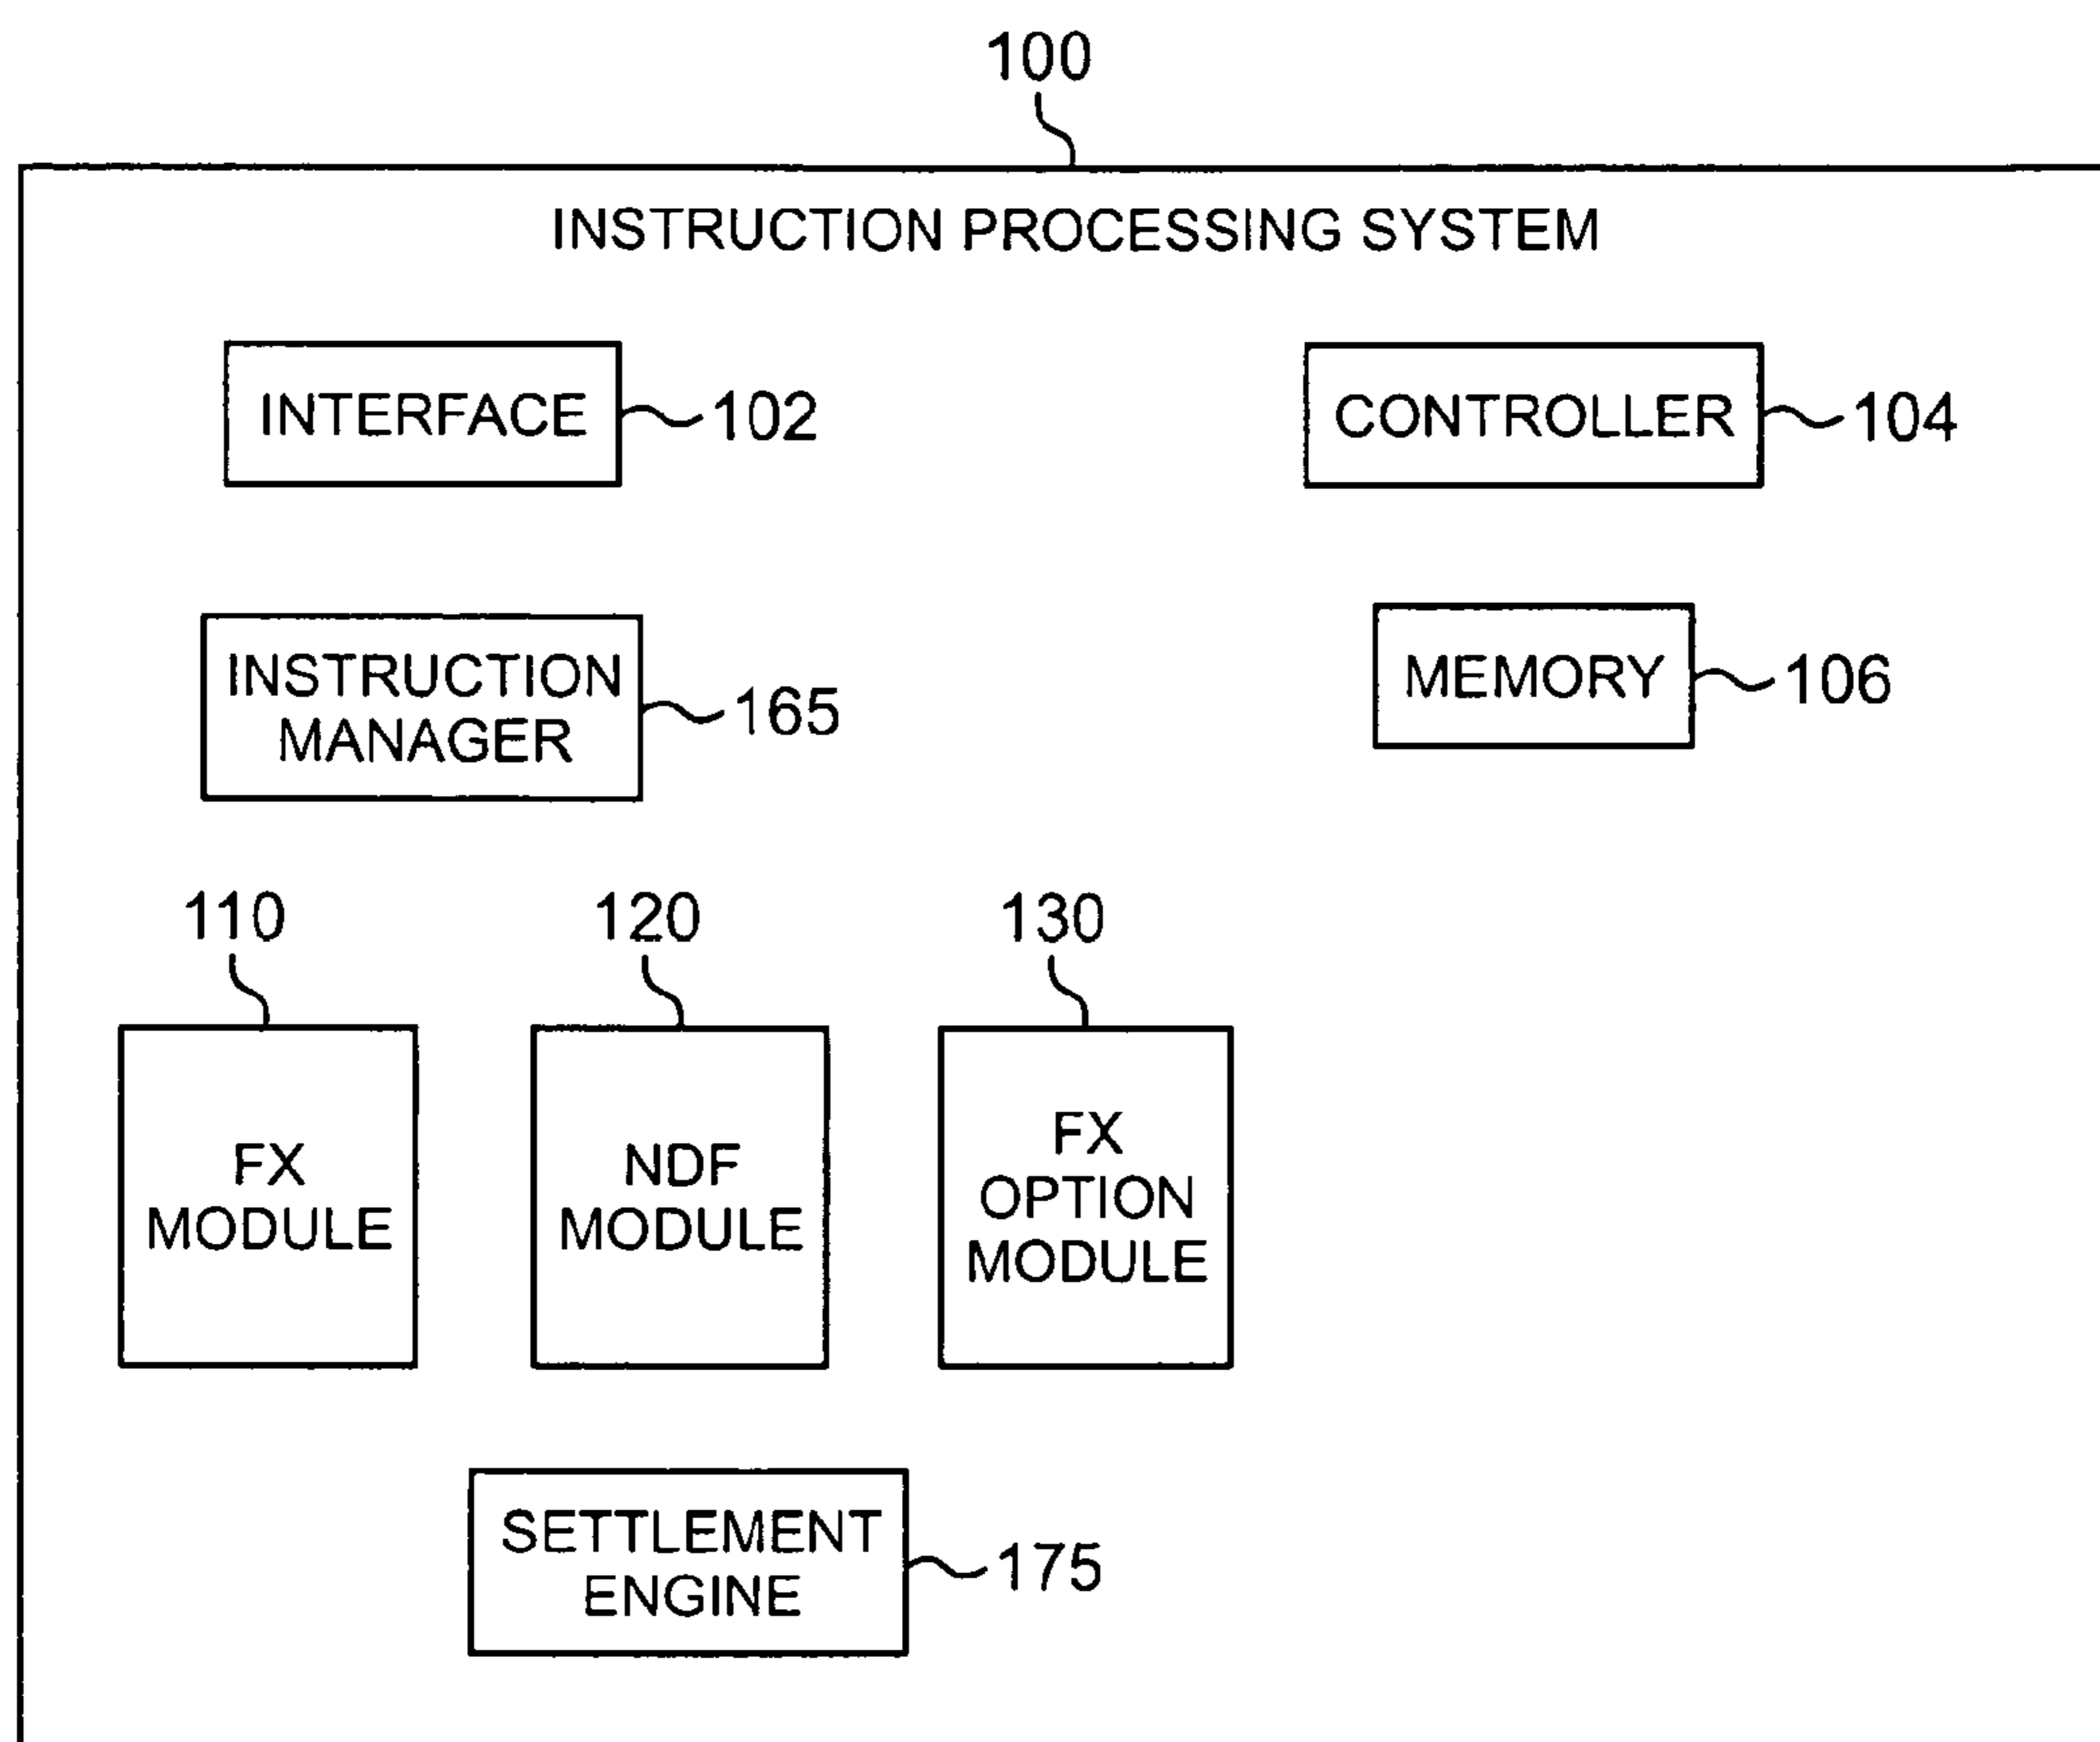 100
INSTRUCTION PROCESSING SYSTEM
INTERFACE
102
CONTROLLER
104
INSTRUCTION
MANAGER
165
MEMORY
106
110
120
130
FX
MODULE
NDF
MODULE
FX
OPTION
MODULE
SETTLEMENT
ENGINE
175